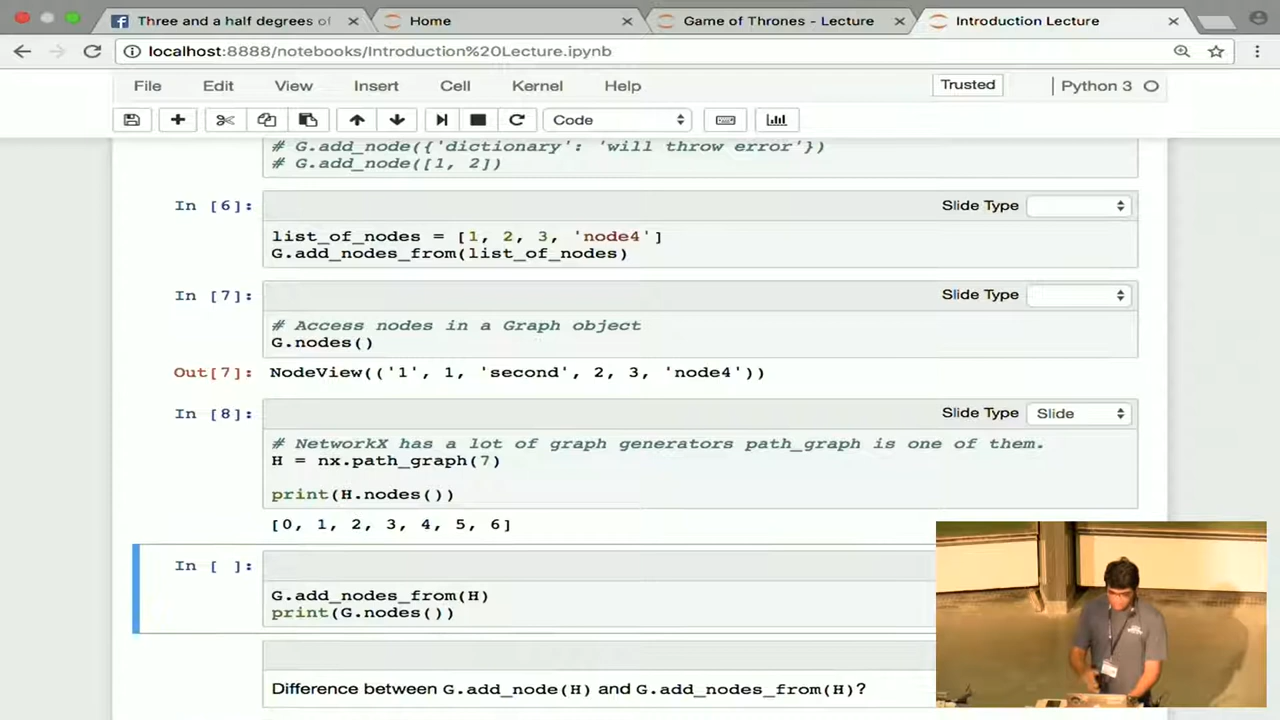 Three and a half degrees of
Home
Game of Thrones - Lecture
Introduction Lecture
localhost:8888/notebooks/Introduction%20Lecture.ipynb
File Edit View Insert Cell Kernel Help Trusted Python 3
Code
# G.add_node({'dictionary': 'will throw error'})
# G.add_node([1, 2])
In [6]: Slide Type
list_of_nodes = [1, 2, 3, 'node4']
G.add_nodes_from(list_of_nodes)
In [7]: Slide Type
# Access nodes in a Graph object
G.nodes()
Out[7]: NodeView(('1', 1, 'second', 2, 3, 'node4'))
In [8]: Slide Type Slide
# NetworkX has a lot of graph generators path_graph is one of them.
H = nx.path_graph(7)
print(H.nodes())
[0, 1, 2, 3, 4, 5, 6]
In [ ]:
G.add_nodes_from(H)
print(G.nodes())
Difference between G.add_node(H) and G.add_nodes_from(H)?